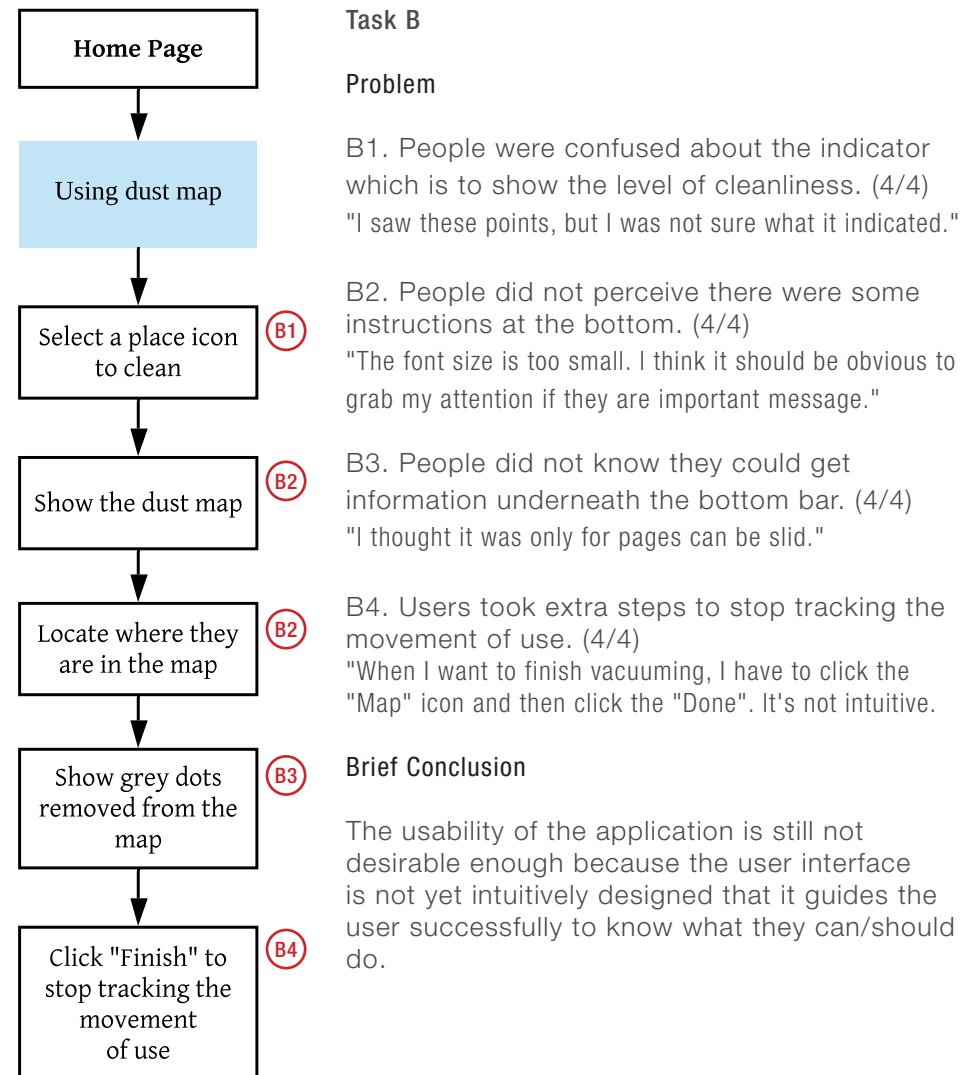 Home Page
Using dust map
Select a place icon
to clean
B1
Show the dust map
B2
Locate where they
are in the map
B2
Show grey dots
removed from the
map
B3
Click "Finish" to
stop tracking the
movement
of use
B4
Task B
Problem
B1. People were confused about the indicator
which is to show the level of cleanliness. (4/4)
"I saw these points, but I was not sure what it indicated."
B2. People did not perceive there were some
instructions at the bottom. (4/4)
"The font size is too small. I think it should be obvious to
grab my attention if they are important message."
B3. People did not know they could get
information underneath the bottom bar. (4/4)
"I thought it was only for pages can be slid."
B4. Users took extra steps to stop tracking the
movement of use. (4/4)
"When I want to finish vacuuming, I have to click the
"Map" icon and then click the "Done". It's not intuitive.
Brief Conclusion
The usability of the application is still not
desirable enough because the user interface
is not yet intuitively designed that it guides the
user successfully to know what they can/should
do.